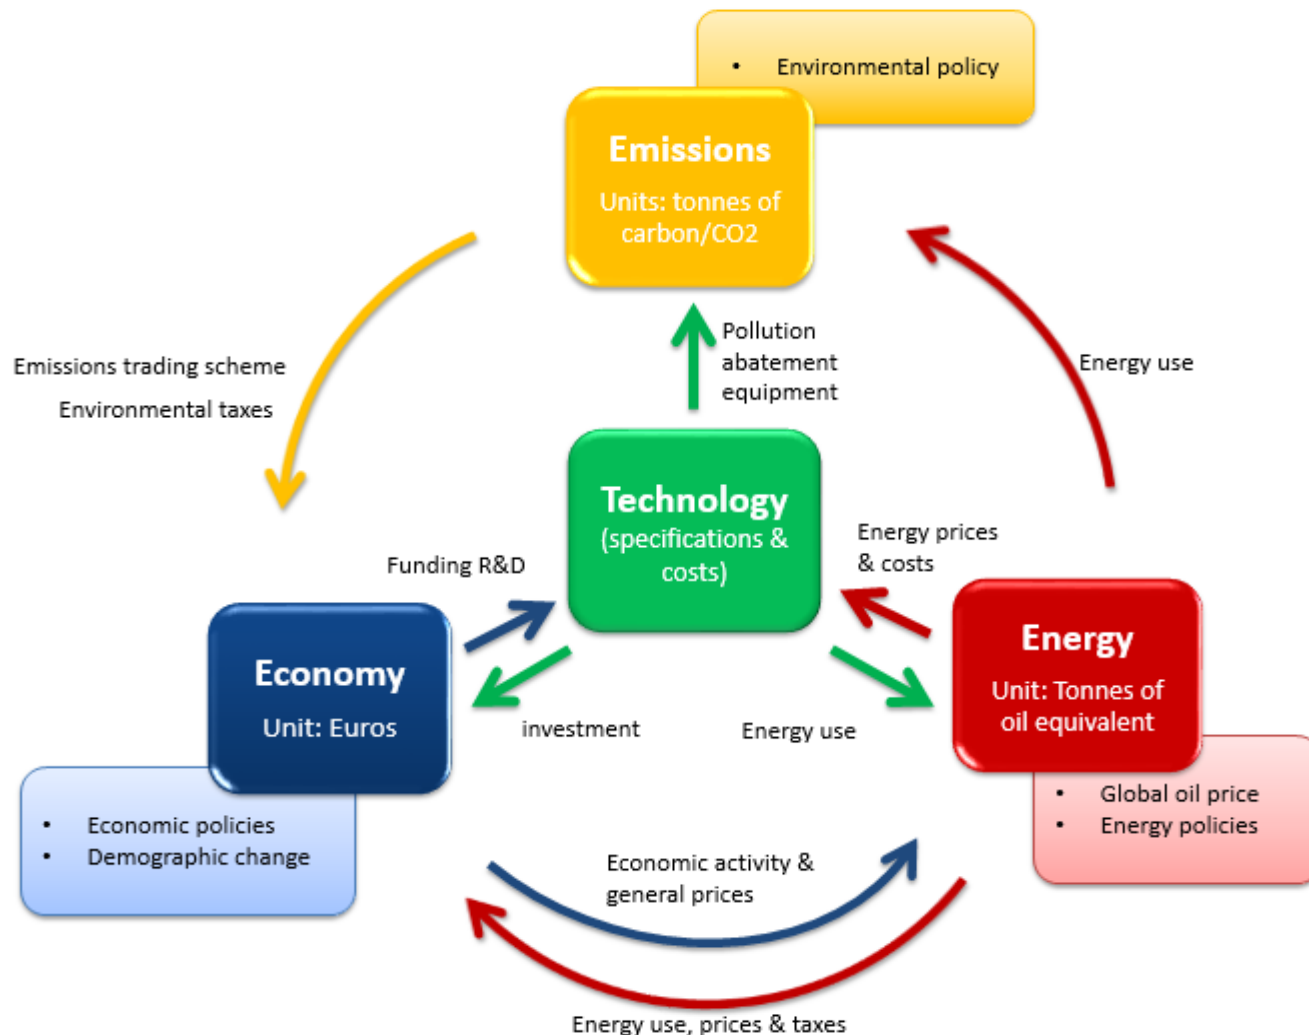 • Environmental policy
Emissions
Units: tonnes of
carbon/CO2
Pollution
abatement
equipment
Energy use
Emissions trading scheme
Environmental taxes
Technology
(specifications &
costs)
Energy prices
& costs
Funding R&D
Economy
Unit: Euros
investment
Energy use
Energy
Unit: Tonnes of
oil equivalent
• Economic policies
• Demographic change
• Global oil price
• Energy policies
Economic activity &
general prices
Energy use, prices & taxes